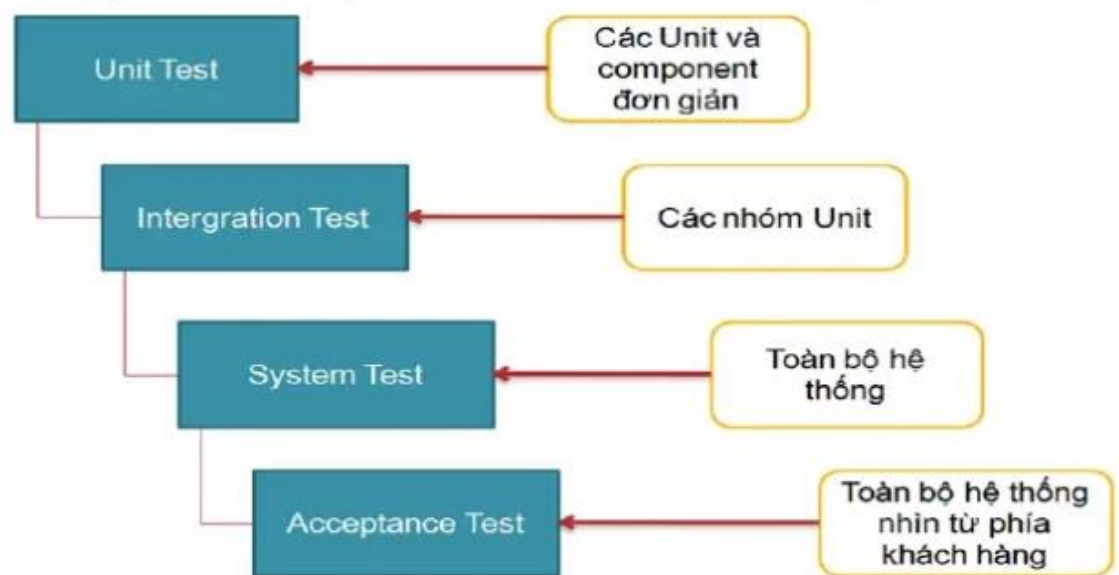 Unit Test
Các Unit và
component
đơn giản
Intergration Test
Các nhóm Unit
System Test
Toàn bộ hệ
thống
Acceptance Test
Toàn bộ hệ thống
nhìn từ phía
khách hàng